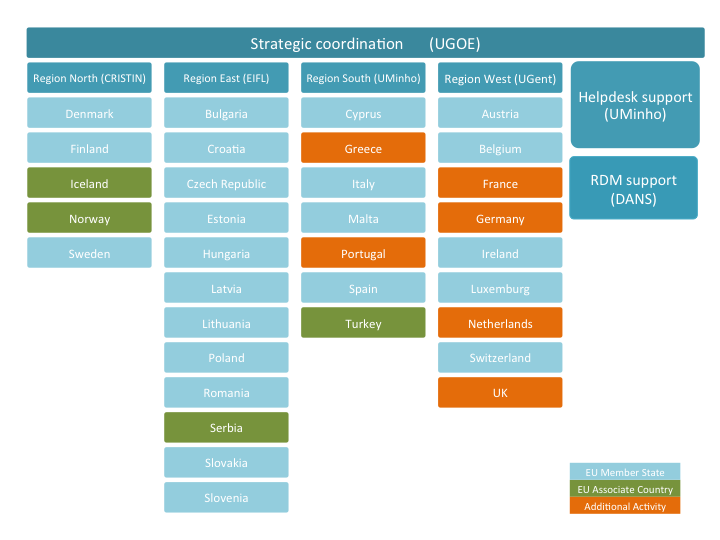 Strategic coordination (UGOE)
Region North (CRISTIN)
Denmark
Finland
Iceland
Norway
Sweden
Region East (EIFL)
Bulgaria
Croatia
Czech Republic
Estonia
Hungaria
Latvia
Lithuania
Poland
Romania
Serbia
Slovakia
Slovenia
Region South (UMinho)
Cyprus
Greece
Italy
Malta
Portugal
Spain
Turkey
Region West (UGent)
Austria
Belgium
France
Germany
Ireland
Luxemburg
Netherlands
Switzerland
UK
Helpdesk support
(UMinho)
RDM support
(DANS)
EU Member State
EU Associate Country
Additional Activity